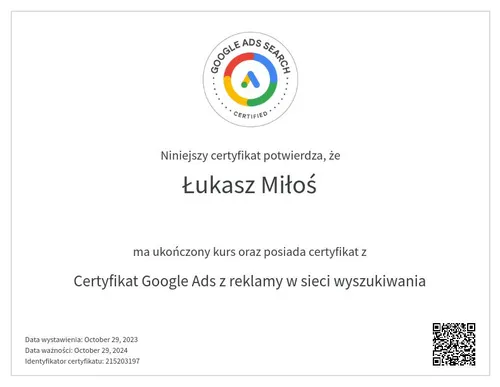 GOOGLE ADS SEARCH
CERTIFIED
Niniejszy certyfikat potwierdza, że
Łukasz Miłoś
ma ukończony kurs oraz posiada certyfikat z
Certyfikat Google Ads z reklamy w sieci wyszukiwania
Data wystawienia: October 29, 2023
Data ważności: October 29, 2024
Identyfikator certyfikatu: 215203197